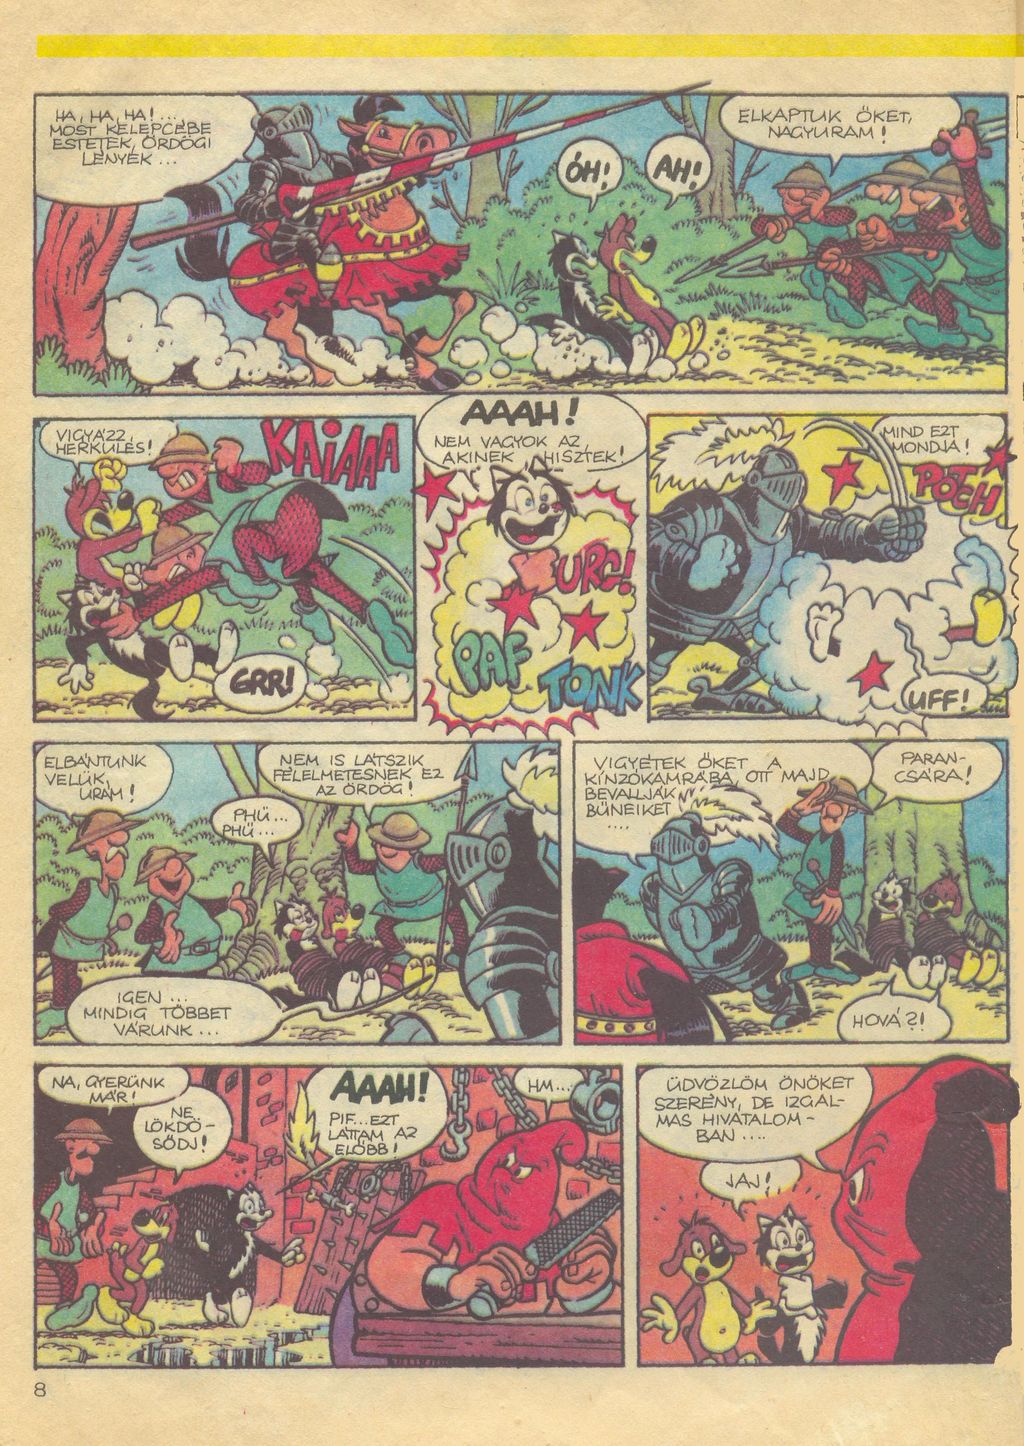 HA, HA, HA!...
MOST KELEPCÉBE
ESTETEK, ÖRDÖGI
LÉNYEK...
ÓH!
AH!
ELKAPTUK ŐKET,
NAGYURAM!
VIGYÁZZ,
HERKULES!
KAIAAA
GRR!
AAAH!
NEM VAGYOK AZ,
AKINEK HISZTEK!
URG!
PAF
TONK
MIND EZT
MONDJA!
POTCH
UFF!
ELBÁNTUNK
VELÜK,
URAM!
PHŰ...
PHŰ...
NEM IS LÁTSZIK
FÉLELMETESNEK EZ
AZ ÖRDÖG!
IGEN...
MINDIG TÖBBET
VÁRUNK...
VIGYÉTEK ŐKET A
KÍNZÓKAMRÁBA, OTT MAJD
BEVALLJÁK
BŰNEIKET
....
PARAN-
CSÁRA!
HOVÁ?!
NA, GYERÜNK
MÁR!
NE
LÖKDÖ-
SŐDJ!
AAAH!
PIF...EZT
LÁTTAM AZ
ELŐBB!
HM...
ÜDVÖZLÖM ÖNÖKET
SZERÉNY, DE IZGAL-
MAS HIVATALOM-
BAN....
JAJ!
8